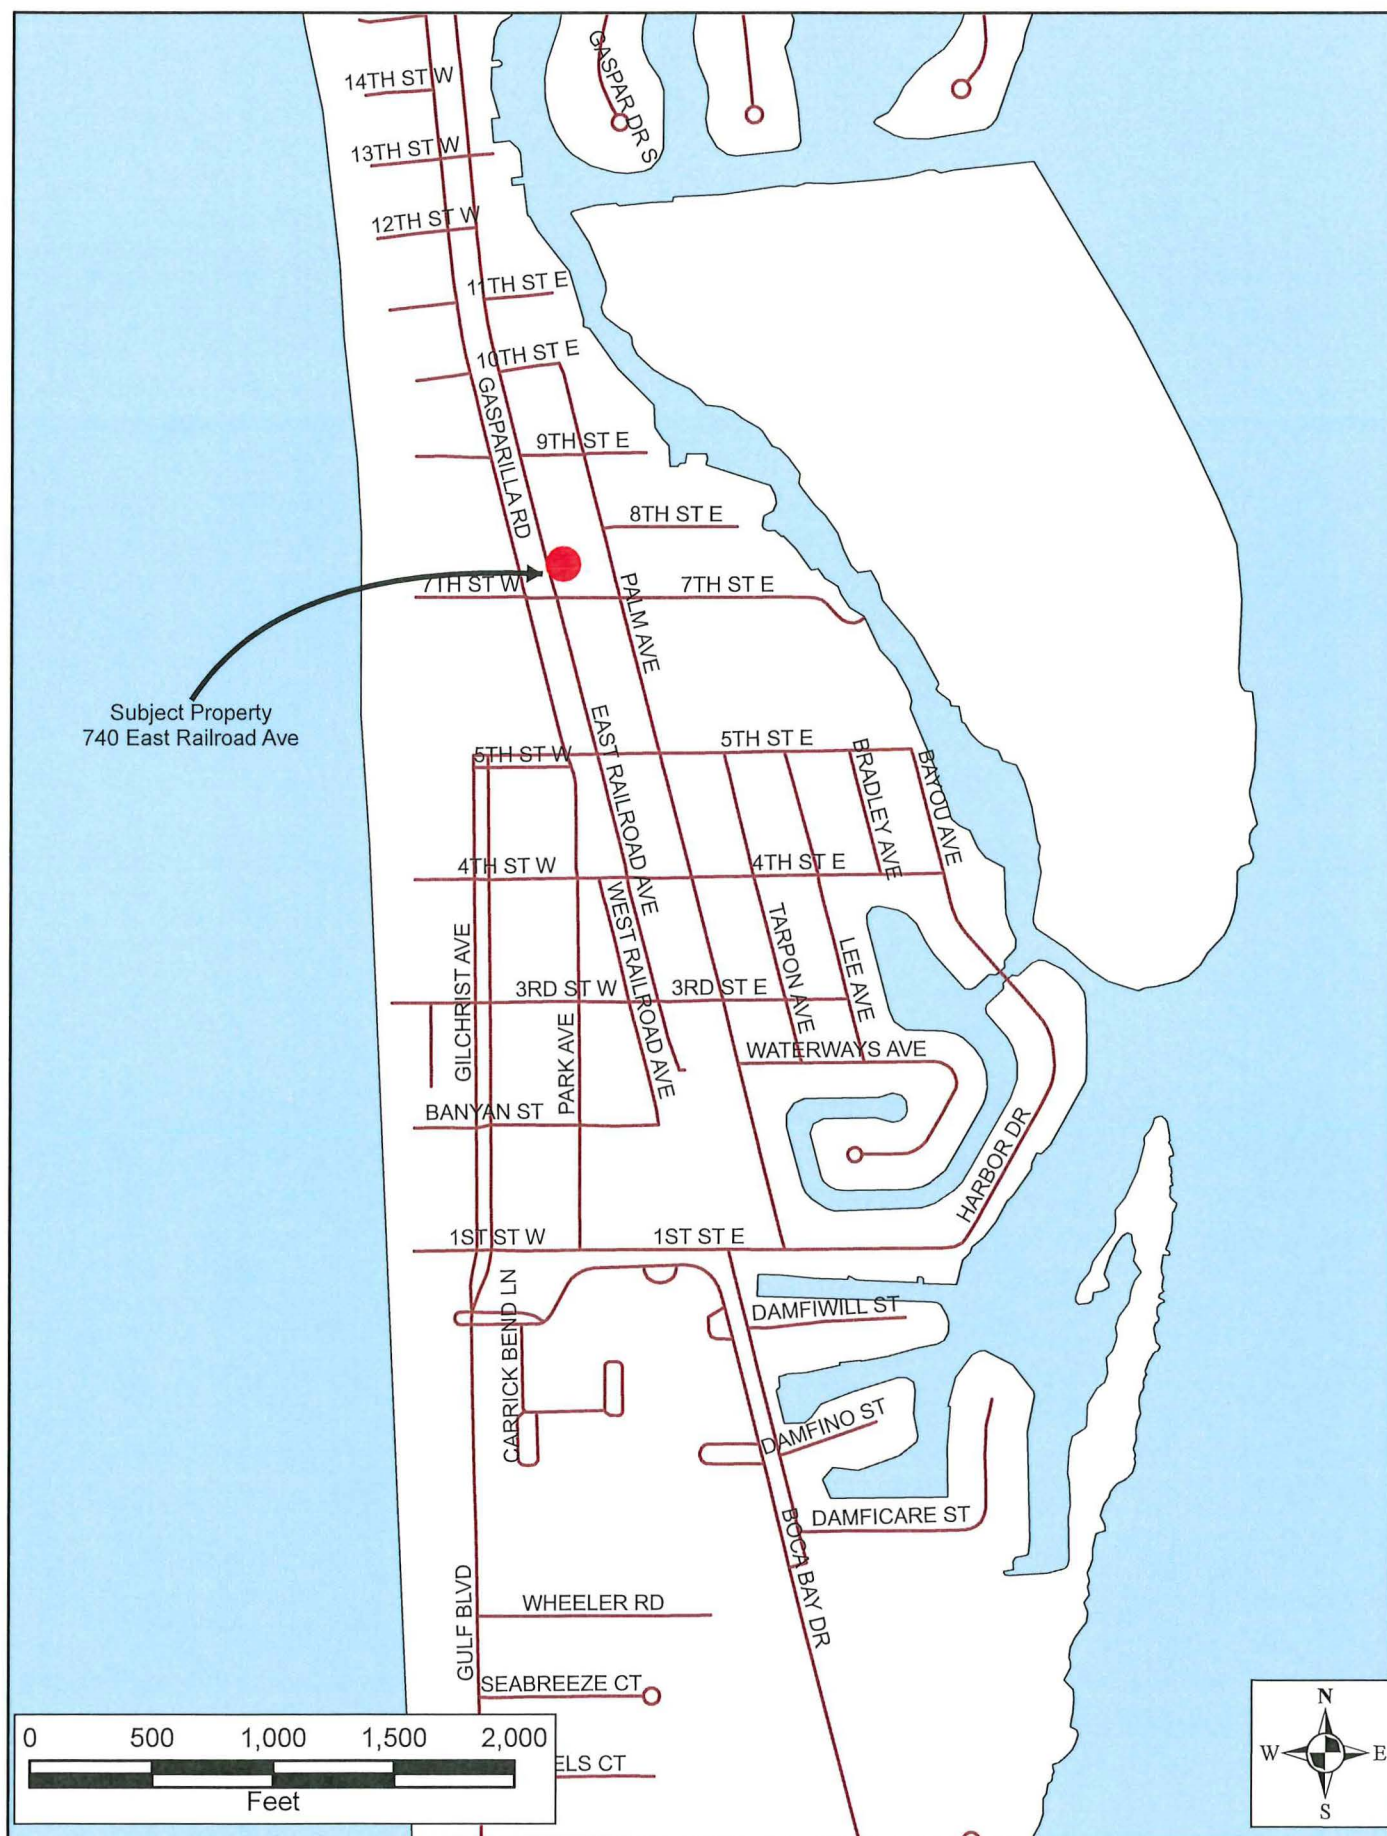 GASPAR DR S
14TH ST W
13TH ST W
12TH ST W
11TH ST E
10TH ST E
GASPARILLA RD
9TH ST E
8TH ST E
7TH ST W
7TH ST E
PALM AVE
Subject Property
740 East Railroad Ave
EAST RAILROAD AVE
5TH ST W
5TH ST E
BRADLEY AVE
BAYOU AVE
4TH ST W
4TH ST E
WEST RAILROAD AVE
TARPON AVE
LEE AVE
GILCHRIST AVE
3RD ST W
3RD ST E
PARK AVE
WATERWAYS AVE
BANYAN ST
HARBOR DR
1ST ST W
1ST ST E
CARRICK BEND LN
DAMFIWILL ST
DAMFINO ST
DAMFICARE ST
BOCA BAY DR
GULF BLVD
WHEELER RD
SEABREEZE CT
ELS CT
0 500 1,000 1,500 2,000
Feet
N
W E
S